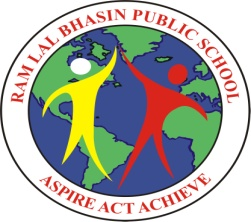 RAM LAL BHASIN PUBLIC SCHOOL
ASPIRE ACT ACHIEVE